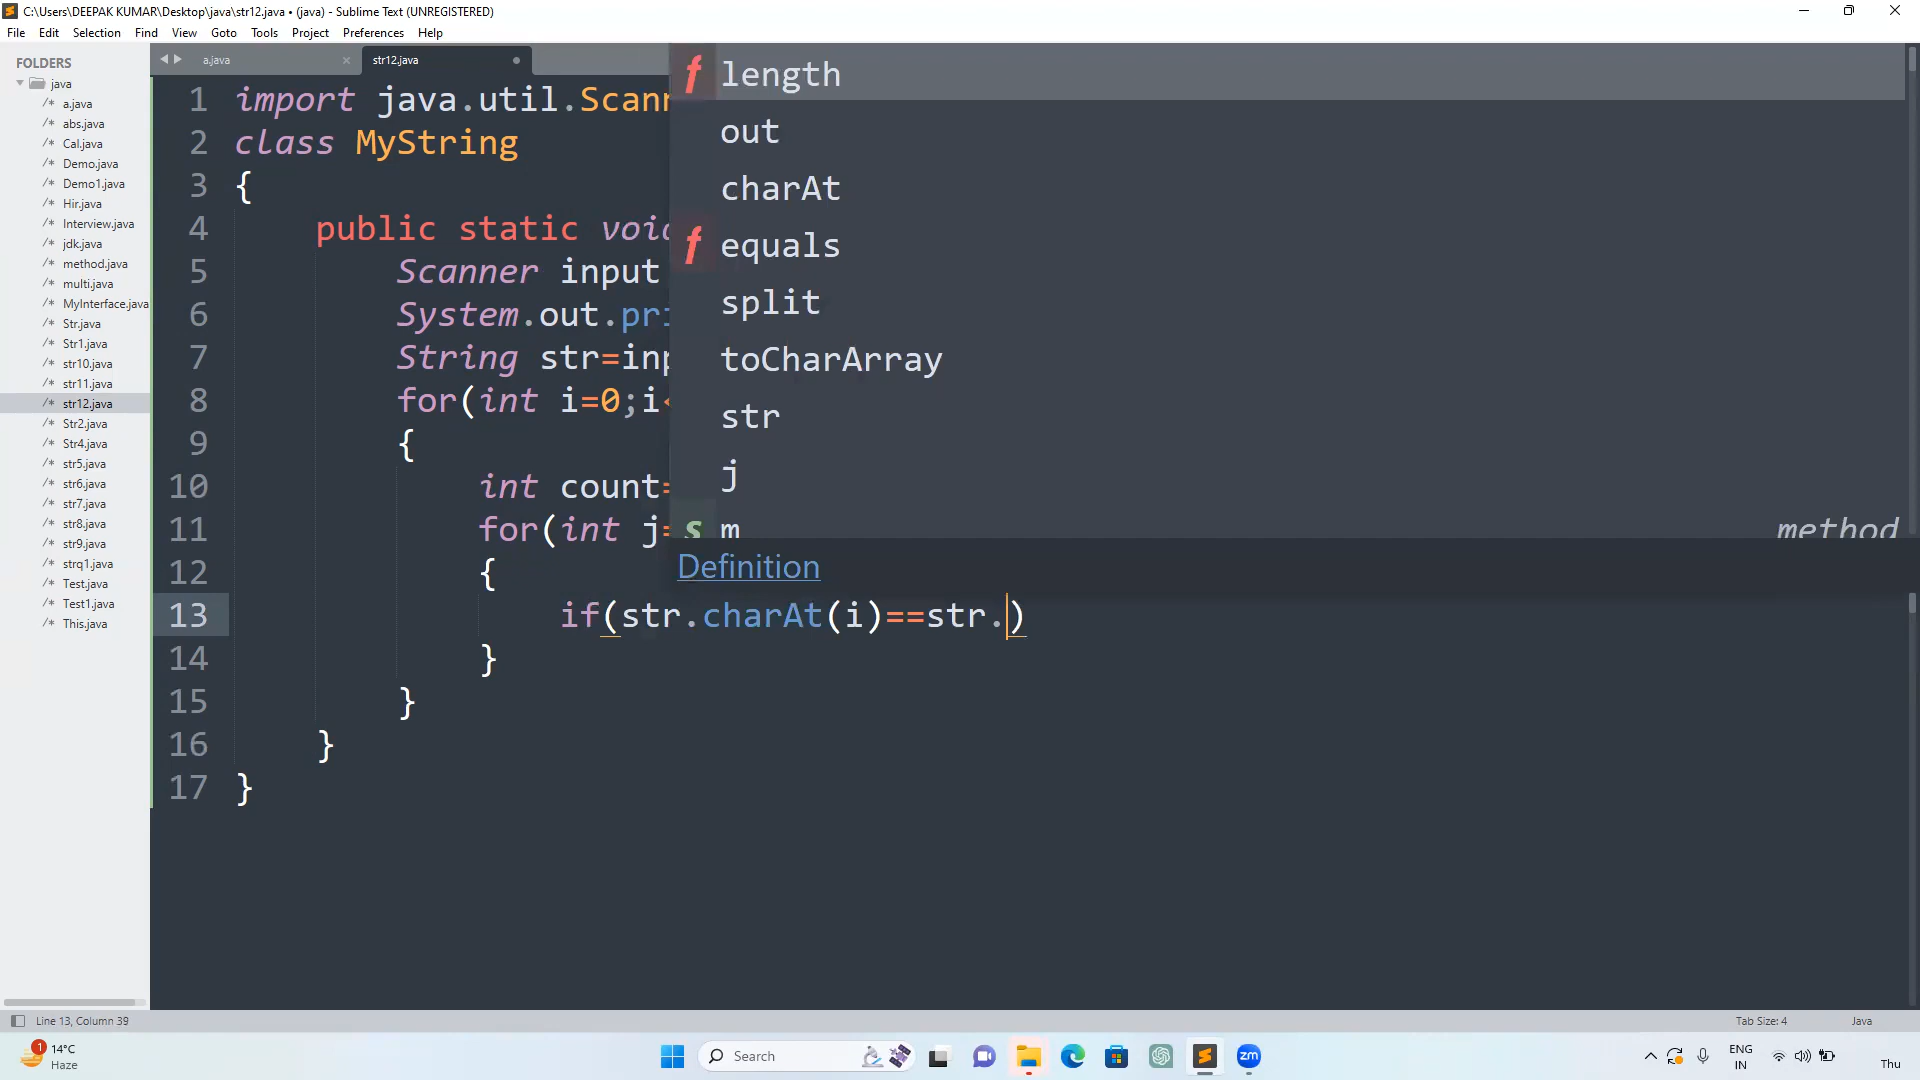 C:\Users\DEEPAK KUMAR\Desktop\java\str12.java • (java) - Sublime Text (UNREGISTERED)
File Edit Selection Find View Goto Tools Project Preferences Help
FOLDERS
java
a.java
abs.java
Cal.java
Demo.java
Demo1.java
Hir.java
Interview.java
jdk.java
method.java
multi.java
MyInterface.java
Str.java
Str1.java
str10.java
str11.java
str12.java
Str2.java
Str4.java
str5.java
str6.java
str7.java
str8.java
str9.java
strq1.java
Test.java
Test1.java
This.java
a.java str12.java
1 import java.util.Scann
2 class MyString
3 {
4 public static void
5 Scanner input
6 System.out.pri
7 String str=inp
8 for(int i=0;i<
9 {
10 int count=
11 for(int j=
12 {
13 if(str.charAt(i)==str.)
14 }
15 }
16 }
17 }
f length
out
charAt
f equals
split
toCharArray
str
j
s m method
Definition
Line 13, Column 39 Tab Size: 4 Java
1 14°C
Haze
Search
zm
ENG
IN
Thu